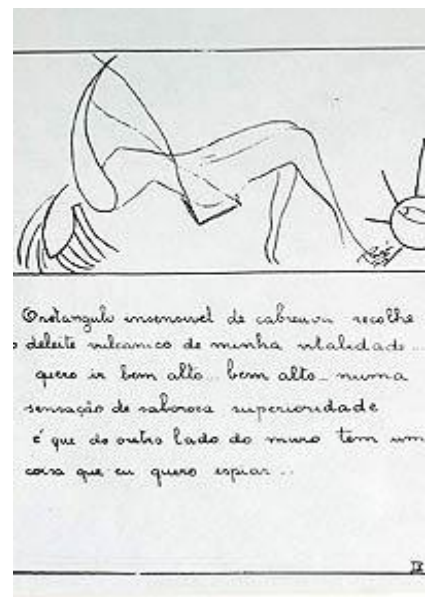 O retangulo insensivel de cabreuva recolhe
o deleite vulcanico de minha vitalidade...
quero ir bem alto... bem alto... numa
sensação de saborosa superioridade
é que do outro lado do muro tem um
coisa que eu quero espiar...